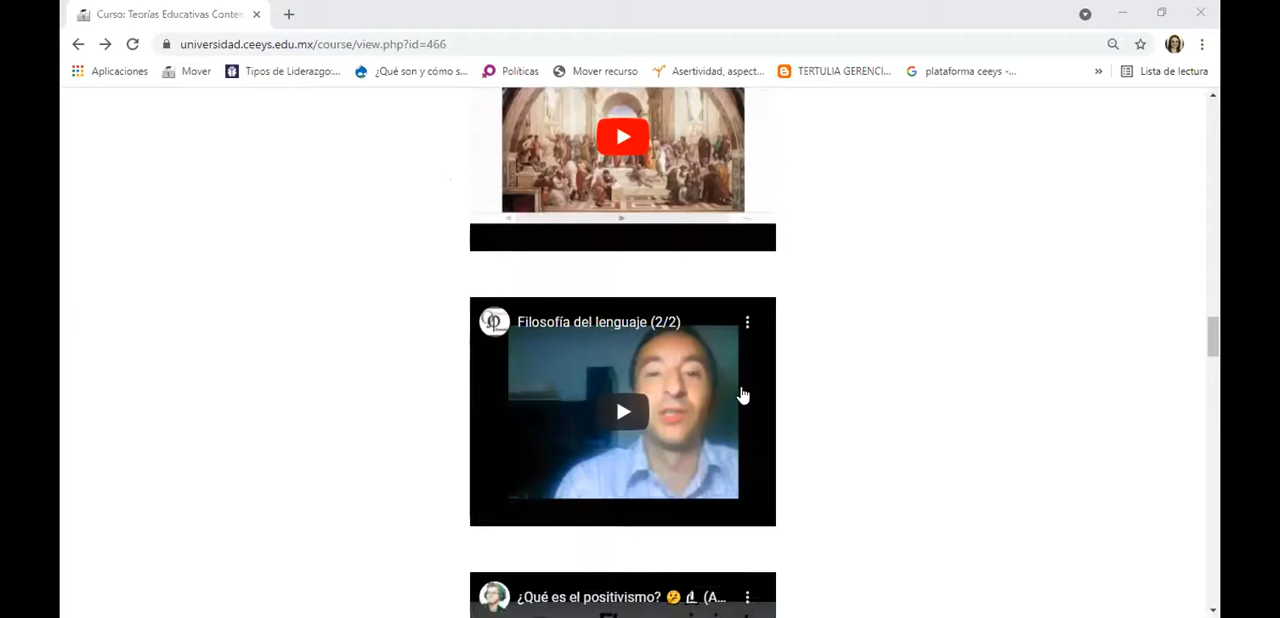 Curso: Teorías Educativas Conten
universidad.ceeys.edu.mx/course/view.php?id=466
Aplicaciones
Mover
Tipos de Liderazgo:...
¿Qué son y cómo s...
Políticas
Mover recurso
Asertividad, aspect...
TERTULIA GERENCI...
plataforma ceeys -...
»
Lista de lectura
Filosofía del lenguaje (2/2)
¿Qué es el positivismo? 🤔 🔬 (A...